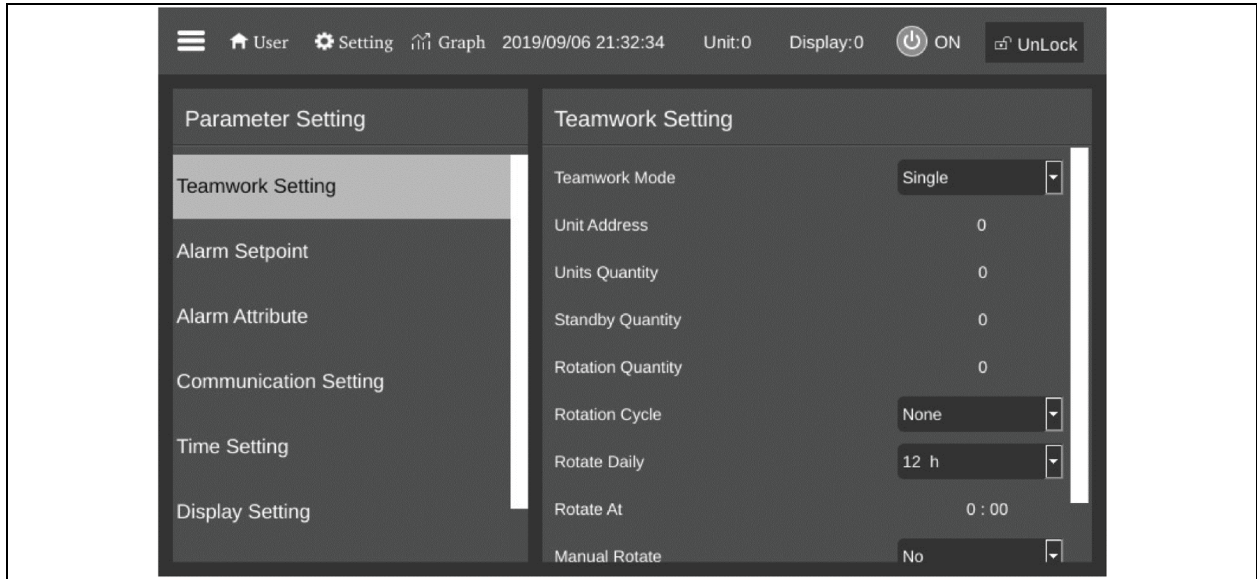 User Setting Graph 2019/09/06 21:32:34 Unit:0 Display:0 ON UnLock
Parameter Setting
Teamwork Setting
Alarm Setpoint
Alarm Attribute
Communication Setting
Time Setting
Display Setting
Teamwork Setting
Teamwork Mode Single
Unit Address 0
Units Quantity 0
Standby Quantity 0
Rotation Quantity 0
Rotation Cycle None
Rotate Daily 12 h
Rotate At 0 : 00
Manual Rotate No